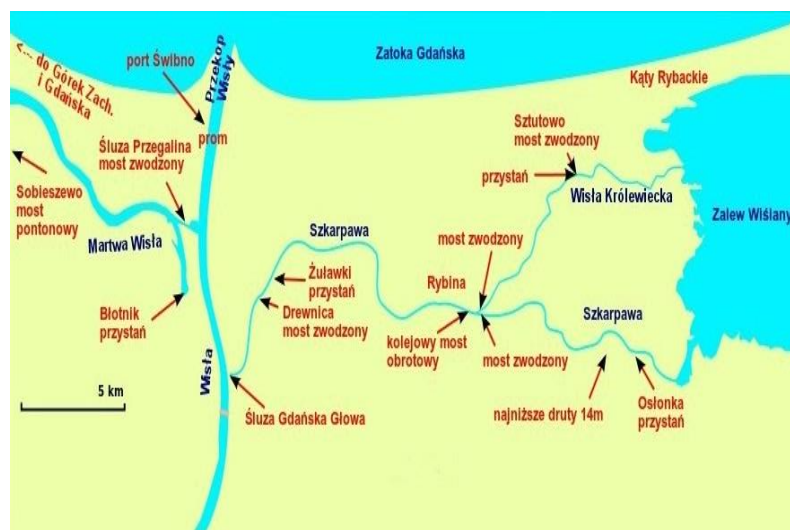 <--- do Górek Zach.
i Gdańska
port Świbno
Przekop
Wisły
prom
Zatoka Gdańska
Kąty Rybackie
Śluza Przegalina
most zwodzony
Sztutowo
most zwodzony
przystań
Wisła Królewiecka
Zalew Wiślany
Sobieszewo
most
pontonowy
Martwa Wisła
Szkarpawa
most zwodzony
Żuławki
przystań
Rybina
Drewnica
most zwodzony
Szkarpawa
Błotnik
przystań
kolejowy most
obrotowy
most zwodzony
Wisła
5 km
Śluza Gdańska Głowa
najniższe druty 14m
Osłonka
przystań